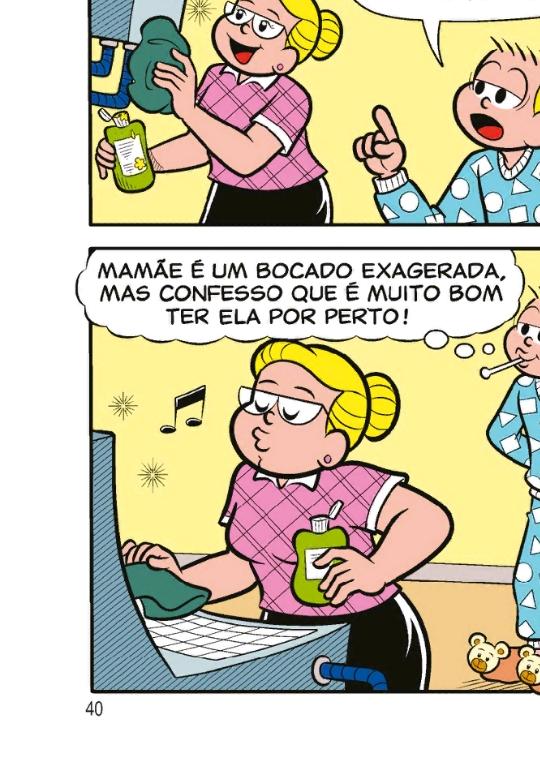 MAMÃE É UM BOCADO EXAGERADA,
MAS CONFESSO QUE É MUITO BOM
TER ELA POR PERTO!
40